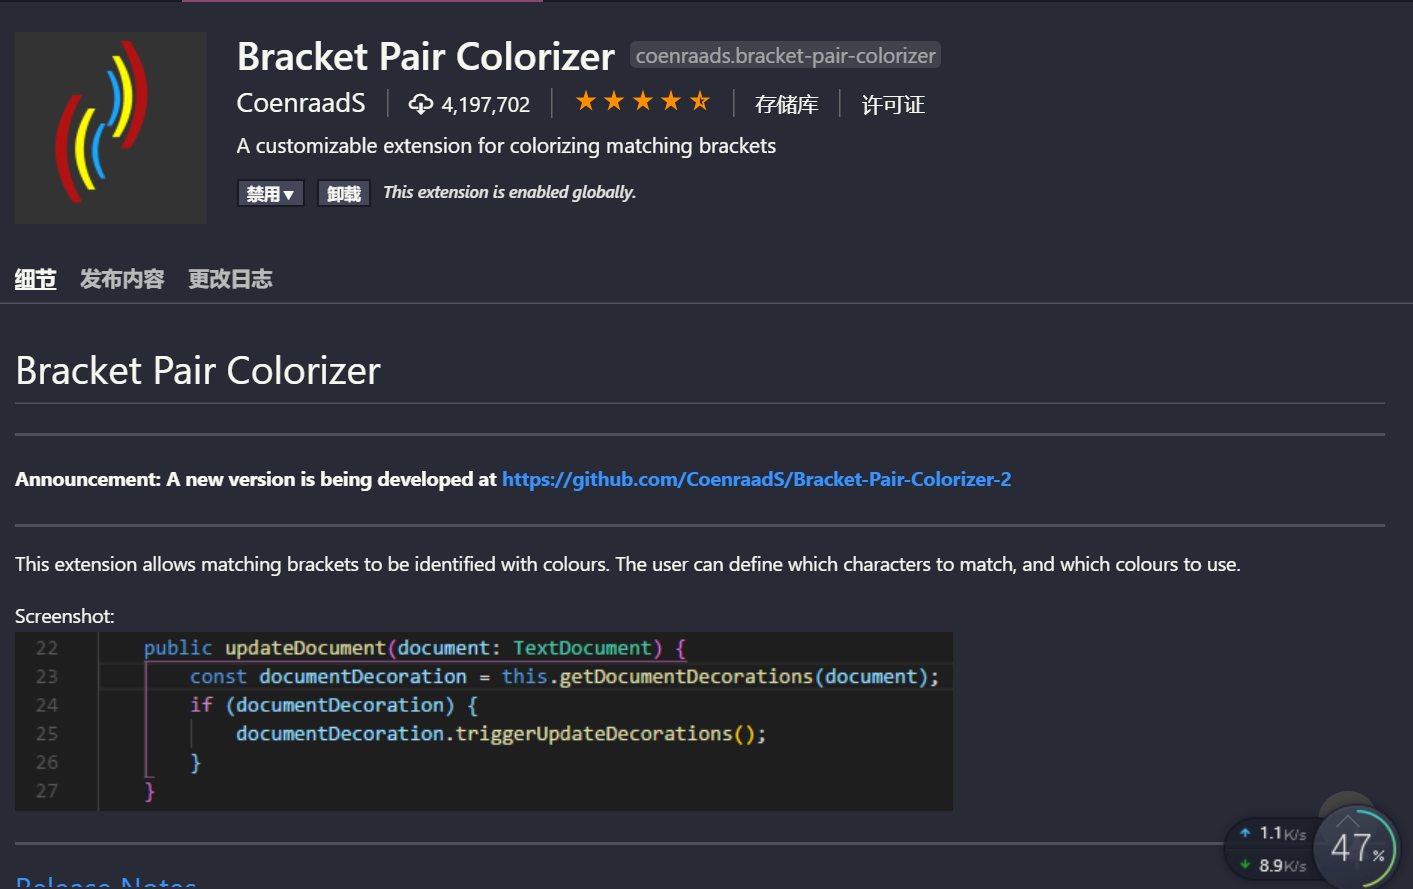 Bracket Pair Colorizer coenraads.bracket-pair-colorizer
CoenraadS 4,197,702 存储库 许可证
A customizable extension for colorizing matching brackets
禁用 卸载 This extension is enabled globally.
细节 发布内容 更改日志
Bracket Pair Colorizer
Announcement: A new version is being developed at https://github.com/CoenraadS/Bracket-Pair-Colorizer-2
This extension allows matching brackets to be identified with colours. The user can define which characters to match, and which colours to use.
Screenshot:
22 public updateDocument(document: TextDocument) {
23 const documentDecoration = this.getDocumentDecorations(document);
24 if (documentDecoration) {
25 documentDecoration.triggerUpdateDecorations();
26 }
27 }
1.1K/s
47%
8.9K/s
Release Notes